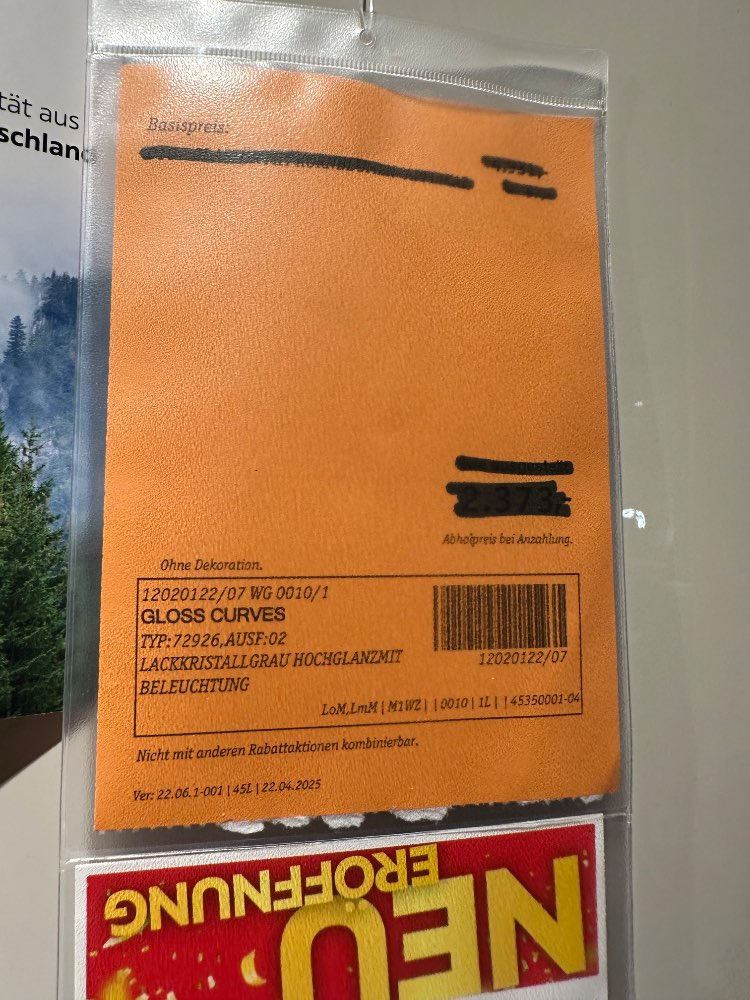 tät aus
schland
Basispreis:
2.373,-
Abholpreis bei Anzahlung.
Ohne Dekoration.
12020122/07 WG 0010/1
GLOSS CURVES
TYP:72926,AUSF:02
LACKKRISTALLGRAU HOCHGLANZMIT
BELEUCHTUNG
12020122/07
LoM,LmM | M1WZ | | 0010 | 1L | | 45350001-04
Nicht mit anderen Rabattaktionen kombinierbar.
Ver: 22.06.1-001 | 45L | 22.04.2025
NEU
ERÖFFNUNG